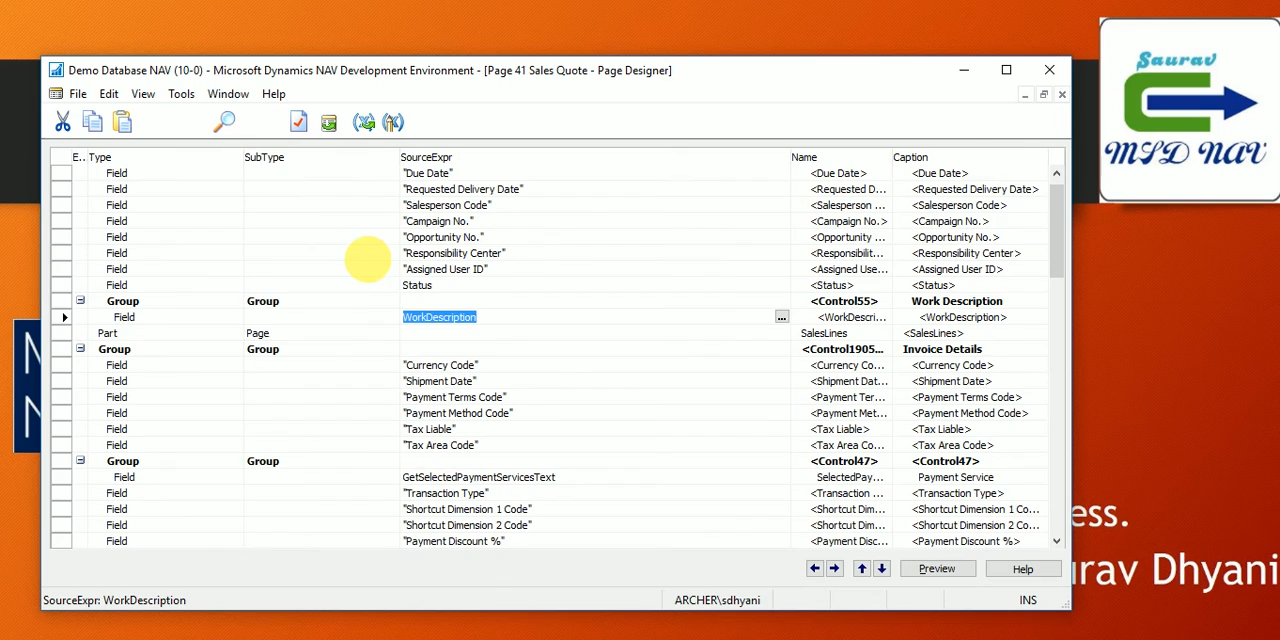 Saurav
MSD NAV
Demo Database NAV (10-0) - Microsoft Dynamics NAV Development Environment - [Page 41 Sales Quote - Page Designer]
File Edit View Tools Window Help
E.. Type SubType SourceExpr Name Caption
Field "Due Date" <Due Date> <Due Date>
Field "Requested Delivery Date" <Requested D... <Requested Delivery Date>
Field "Salesperson Code" <Salesperson ... <Salesperson Code>
Field "Campaign No." <Campaign No.> <Campaign No.>
Field "Opportunity No." <Opportunity ... <Opportunity No.>
Field "Responsibility Center" <Responsibilit... <Responsibility Center>
Field "Assigned User ID" <Assigned Use... <Assigned User ID>
Field Status <Status> <Status>
Group Group <Control55> Work Description
Field WorkDescription ... <WorkDescri... <WorkDescription>
Part Page SalesLines <SalesLines>
Group Group <Control1905... Invoice Details
Field "Currency Code" <Currency Co... <Currency Code>
Field "Shipment Date" <Shipment Dat... <Shipment Date>
Field "Payment Terms Code" <Payment Ter... <Payment Terms Code>
Field "Payment Method Code" <Payment Met... <Payment Method Code>
Field "Tax Liable" <Tax Liable> <Tax Liable>
Field "Tax Area Code" <Tax Area Co... <Tax Area Code>
Group Group <Control47> <Control47>
Field GetSelectedPaymentServicesText SelectedPay... Payment Service
Field "Transaction Type" <Transaction ... <Transaction Type>
Field "Shortcut Dimension 1 Code" <Shortcut Dim... <Shortcut Dimension 1 Co...
Field "Shortcut Dimension 2 Code" <Shortcut Dim... <Shortcut Dimension 2 Co...
Field "Payment Discount %" <Payment Disc... <Payment Discount %>
Preview Help
SourceExpr: WorkDescription ARCHER\sdhyani INS
N
N
ess.
urav Dhyani